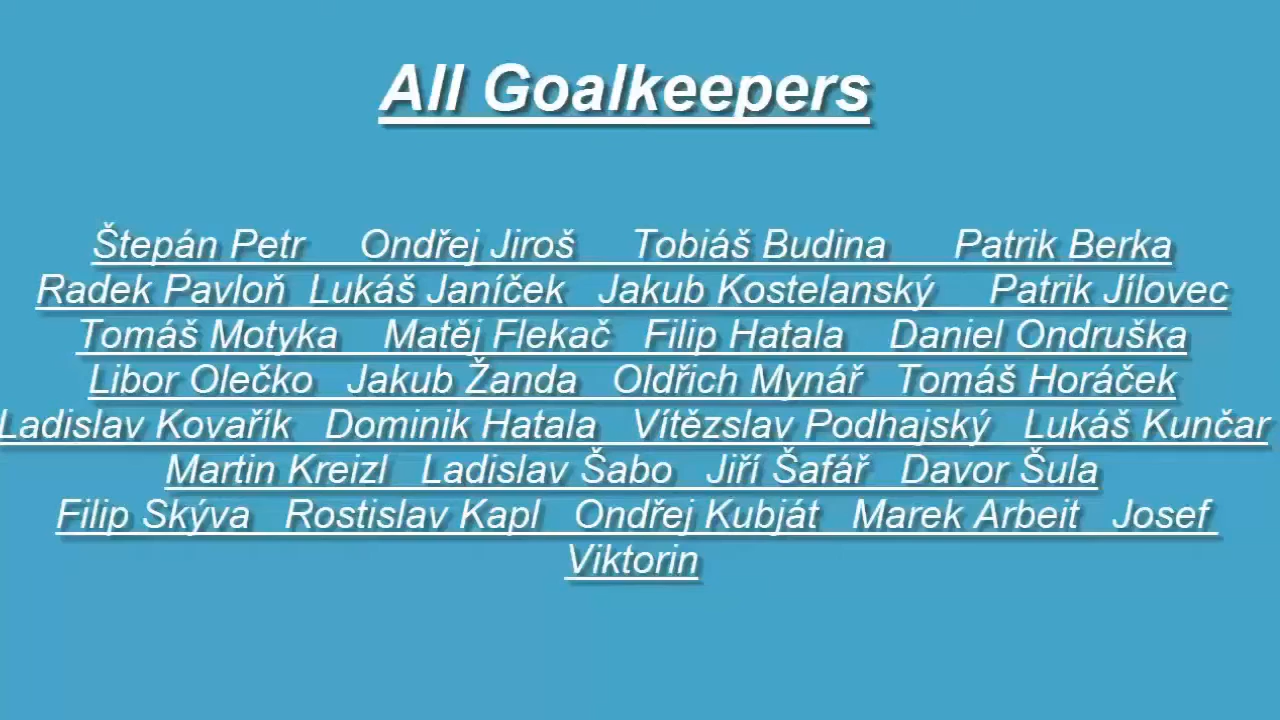 All Goalkeepers
Štepán Petr Ondřej Jiroš Tobiáš Budina Patrik Berka
Radek Pavloň Lukáš Janíček Jakub Kostelanský Patrik Jílovec
Tomáš Motyka Matěj Flekač Filip Hatala Daniel Ondruška
Libor Olečko Jakub Žanda Oldřich Mynář Tomáš Horáček
Ladislav Kovařík Dominik Hatala Vítězslav Podhajský Lukáš Kunčar
Martin Kreizl Ladislav Šabo Jiří Šafář Davor Šula
Filip Skýva Rostislav Kapl Ondřej Kubját Marek Arbeit Josef
Viktorin